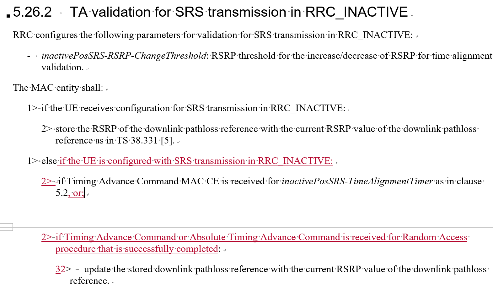 5.26.2 TA validation for SRS transmission in RRC_INACTIVE
RRC configures the following parameters for validation for SRS transmission in RRC_INACTIVE:
- inactivePosSRS-RSRP-ChangeThreshold: RSRP threshold for the increase/decrease of RSRP for time alignment
validation.
The MAC entity shall:
1> if the UE receives configuration for SRS transmission in RRC_INACTIVE:
2> store the RSRP of the downlink pathloss reference with the current RSRP value of the downlink pathloss
reference as in TS 38.331 [5].
1> else if the UE is configured with SRS transmission in RRC_INACTIVE:
2> if Timing Advance Command MAC CE is received for inactivePosSRS-TimeAlignmentTimer as in clause
5.2, or;
2> if Timing Advance Command or Absolute Timing Advance Command is received for Random Access
procedure that is successfully completed:
32> - update the stored downlink pathloss reference with the current RSRP value of the downlink pathloss
reference.